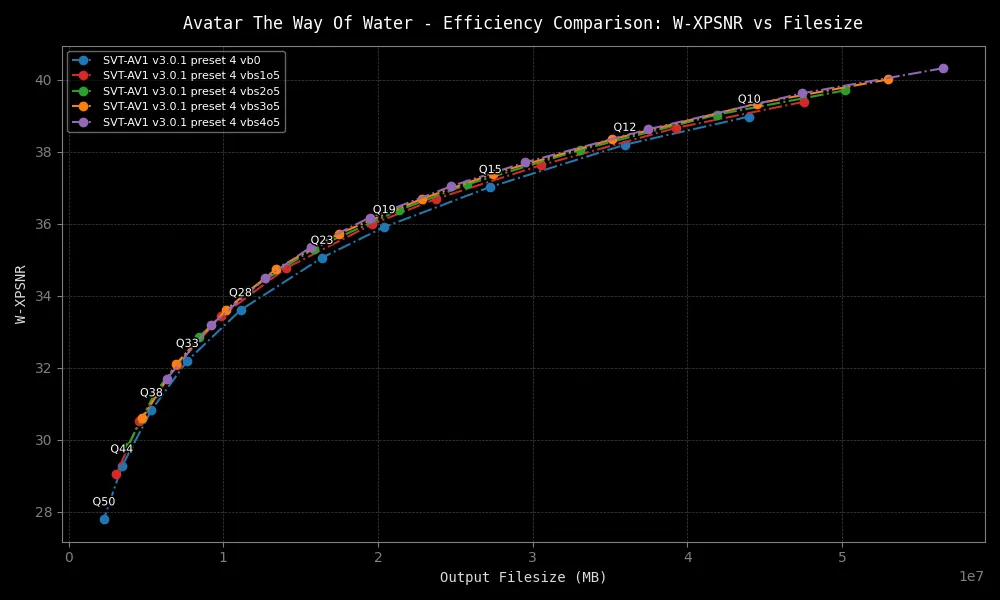 Avatar The Way Of Water - Efficiency Comparison: W-XPSNR vs Filesize
SVT-AV1 v3.0.1 preset 4 vb0
SVT-AV1 v3.0.1 preset 4 vbs1o5
SVT-AV1 v3.0.1 preset 4 vbs2o5
SVT-AV1 v3.0.1 preset 4 vbs3o5
SVT-AV1 v3.0.1 preset 4 vbs4o5
W-XPSNR
40
38
36
34
32
30
28
Q10
Q12
Q15
Q19
Q23
Q28
Q33
Q38
Q44
Q50
0 1 2 3 4 5
1e7
Output Filesize (MB)